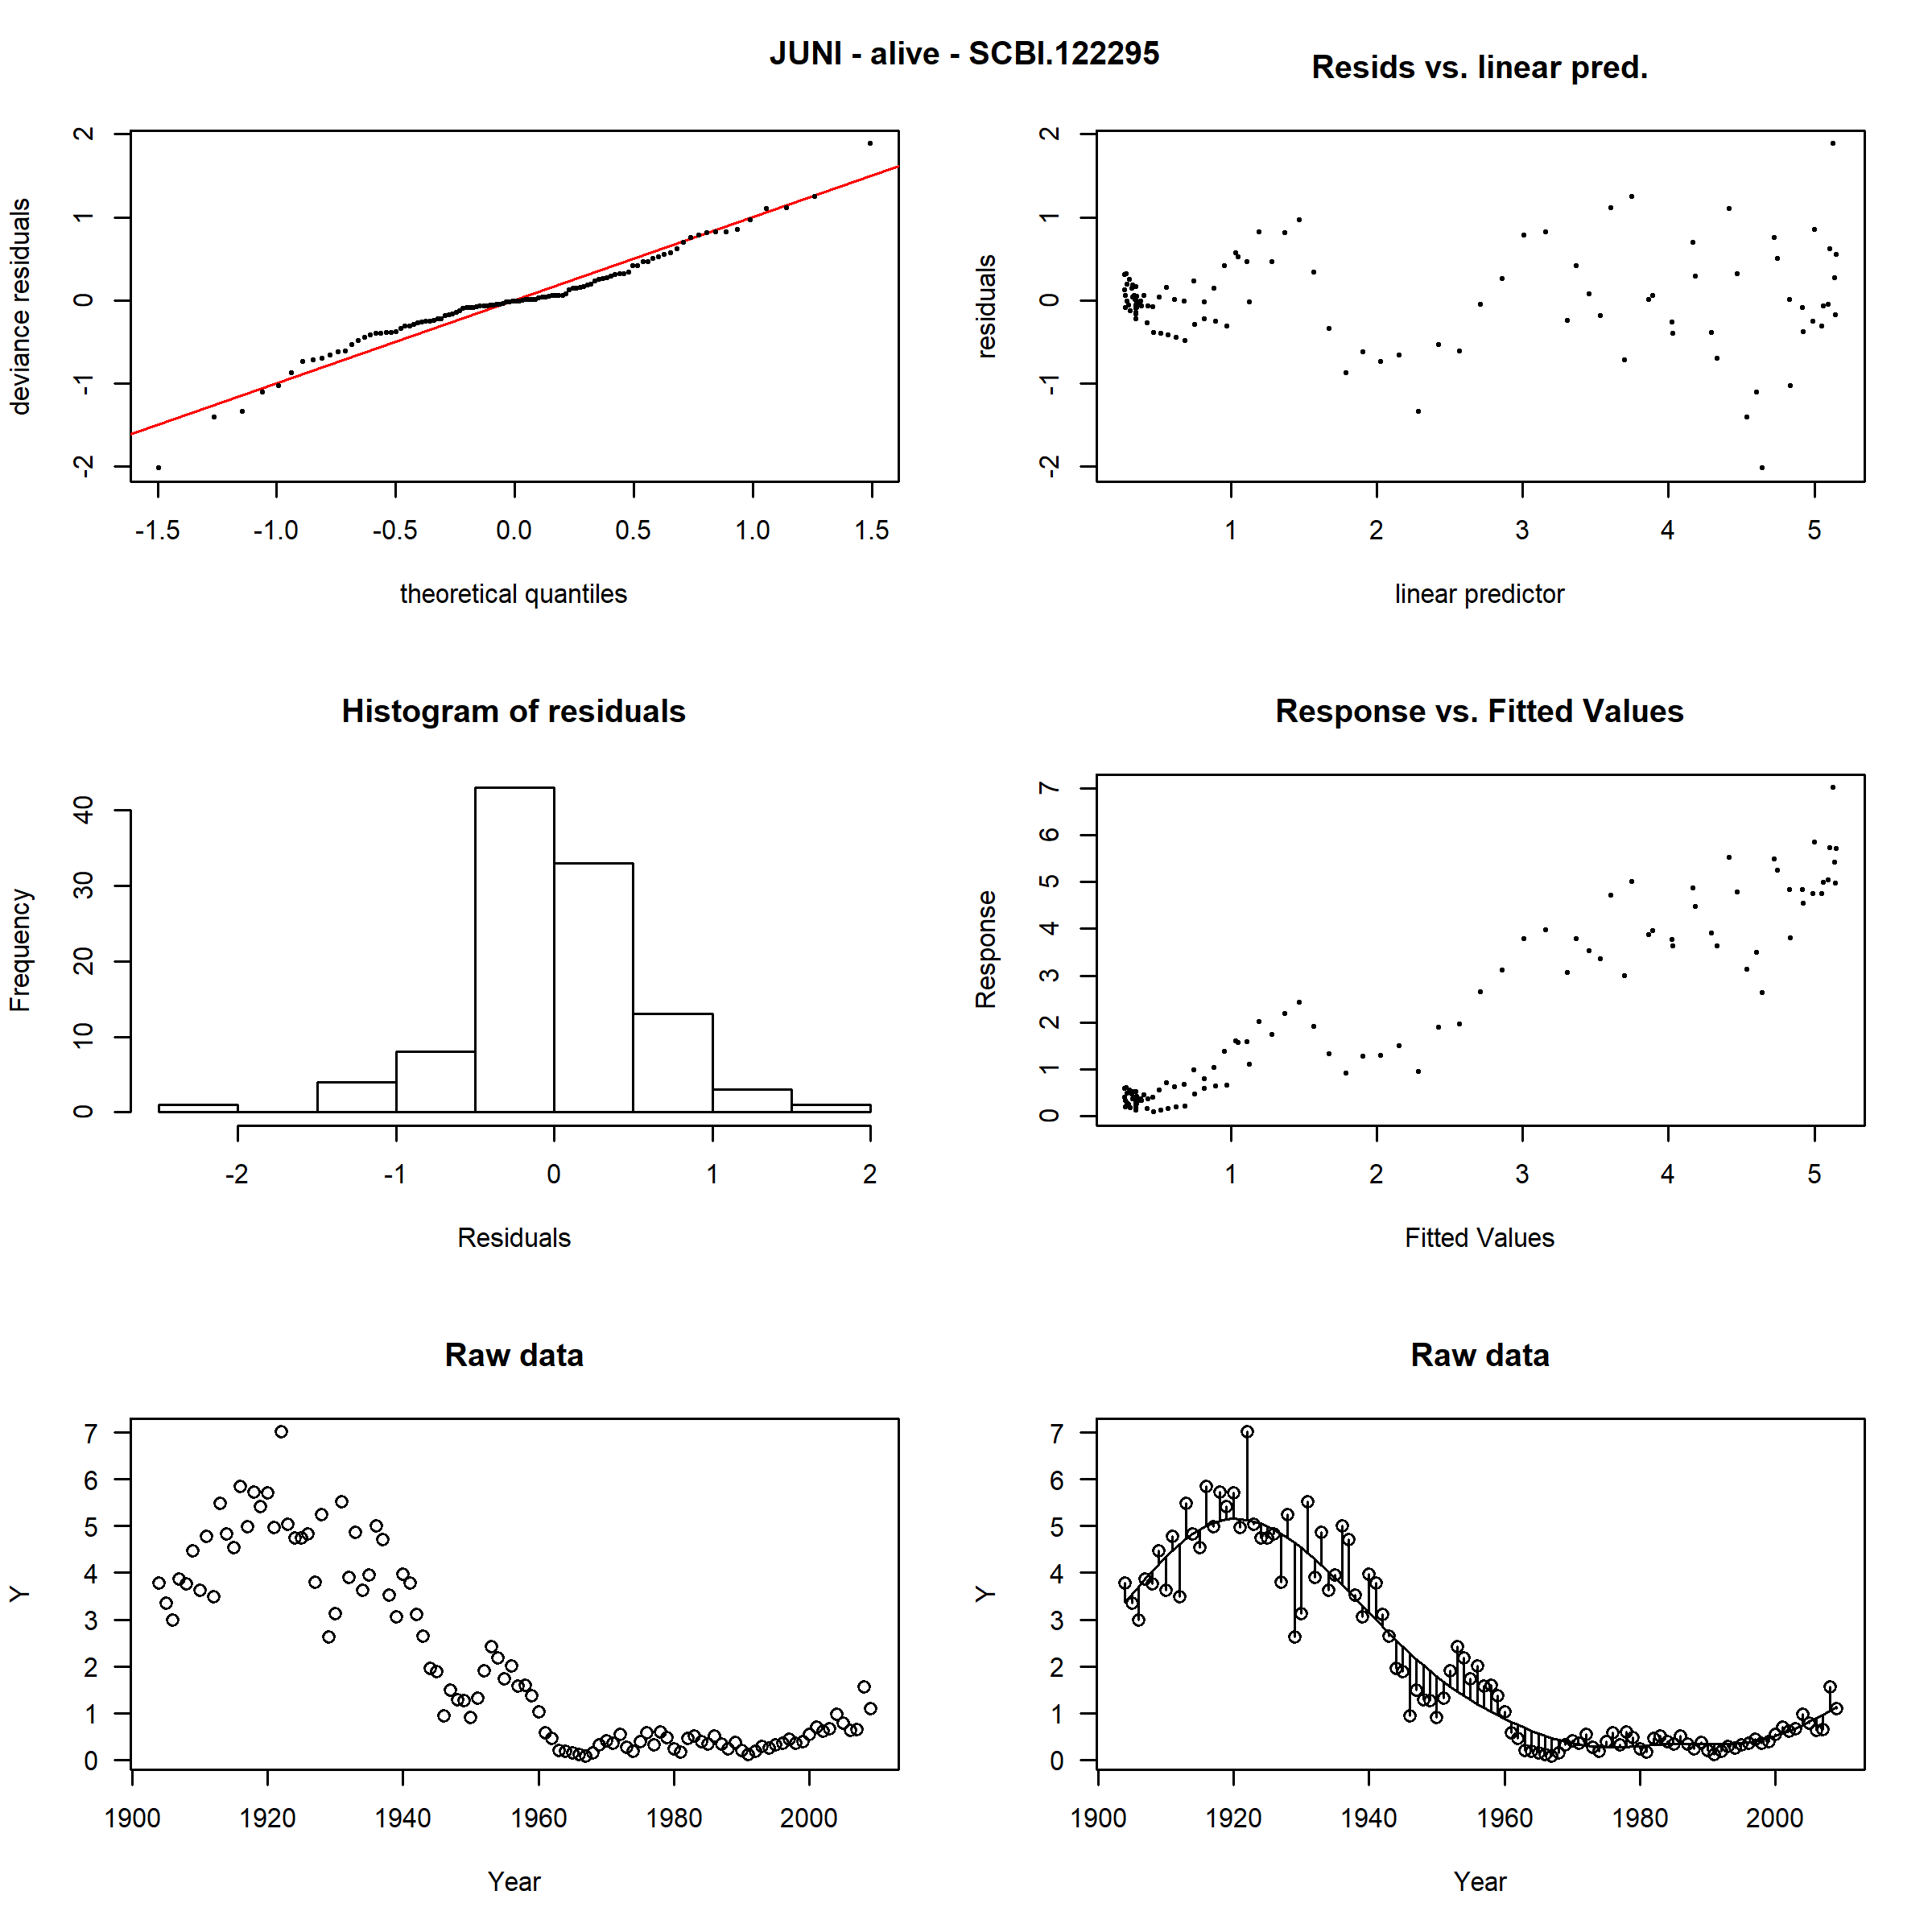 JUNI - alive - SCBI.122295
Resids vs. linear pred.
deviance residuals
2
1
0
-1
-2
-1.5 -1.0 -0.5 0.0 0.5 1.0 1.5
theoretical quantiles
residuals
2
1
0
-1
-2
1 2 3 4 5
linear predictor
Histogram of residuals
Frequency
40
30
20
10
0
-2 -1 0 1 2
Residuals
Response vs. Fitted Values
Response
7
6
5
4
3
2
1
0
1 2 3 4 5
Fitted Values
Raw data
Y
7
6
5
4
3
2
1
0
1900 1920 1940 1960 1980 2000
Year
Raw data
Y
7
6
5
4
3
2
1
0
1900 1920 1940 1960 1980 2000
Year